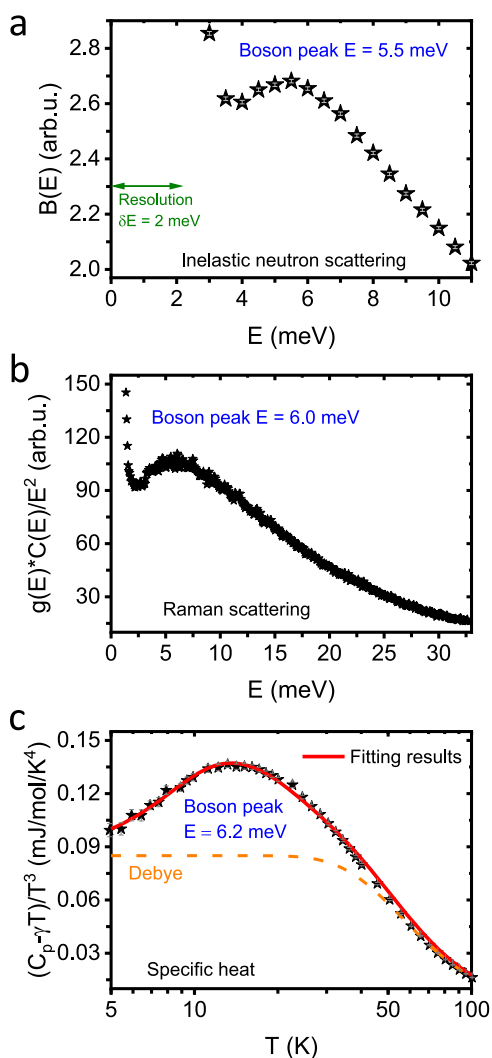 a
B(E) (arb.u.)
2.8
2.6
2.4
2.2
2.0
Boson peak E = 5.5 meV
Resolution
δE = 2 meV
Inelastic neutron scattering
0 2 4 6 8 10
E (meV)
b
g(E)*C(E)/E²  (arb.u.)
150
120
90
60
30
Boson peak E = 6.0 meV
Raman scattering
0 5 10 15 20 25 30
E (meV)
c
(Cₚ-γT)/T³ (mJ/mol/K⁴)
0.15
0.12
0.09
0.06
0.03
Fitting results
Boson peak
E = 6.2 meV
Debye
Specific heat
5 10 50 100
T (K)